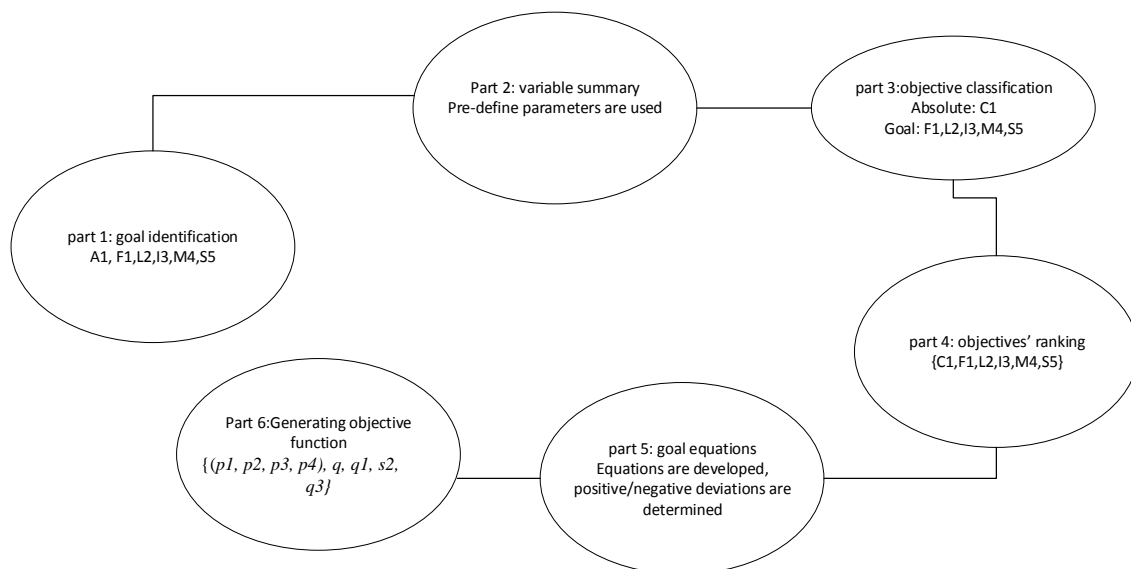 part 1: goal identification
A1, F1,L2,I3,M4,S5
Part 2: variable summary
Pre-define parameters are used
part 3:objective classification
Absolute: C1
Goal: F1,L2,I3,M4,S5
part 4: objectives’ ranking
{C1,F1,L2,I3,M4,S5}
part 5: goal equations
Equations are developed,
positive/negative deviations are
determined
Part 6:Generating objective
function
{(p1, p2, p3, p4), q, q1, s2,
q3}